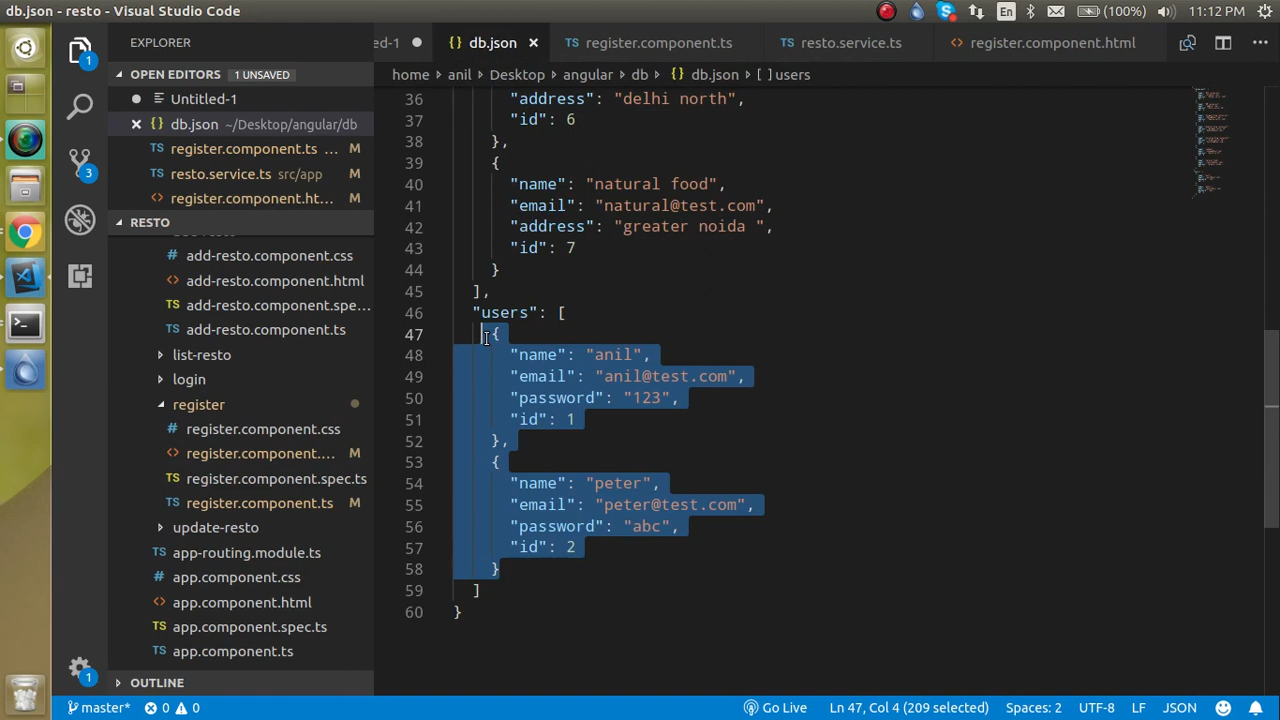 db.json - resto - Visual Studio Code
En
(100%)
11:12 PM
EXPLORER
OPEN EDITORS 1 UNSAVED
Untitled-1
db.json ~/Desktop/angular/db
register.component.ts ... M
resto.service.ts src/app M
register.component.ht... M
RESTO
add-resto.component.css
add-resto.component.html
add-resto.component.spe...
add-resto.component.ts
list-resto
login
register
register.component.css
register.component.... M
register.component.spec.ts
register.component.ts M
update-resto
app-routing.module.ts
app.component.css
app.component.html
app.component.spec.ts
app.component.ts
OUTLINE
1
3
1
d-1
db.json
register.component.ts
resto.service.ts
register.component.html
home anil Desktop angular db db.json [ ] users
36 "address": "delhi north",
37 "id": 6
38 },
39 {
40 "name": "natural food",
41 "email": "natural@test.com",
42 "address": "greater noida ",
43 "id": 7
44 }
45 ],
46 "users": [
47 {
48 "name": "anil",
49 "email": "anil@test.com",
50 "password": "123",
51 "id": 1
52 },
53 {
54 "name": "peter",
55 "email": "peter@test.com",
56 "password": "abc",
57 "id": 2
58 }
59 ]
60 }
master* 0 0
Go Live Ln 47, Col 4 (209 selected) Spaces: 2 UTF-8 LF JSON 1